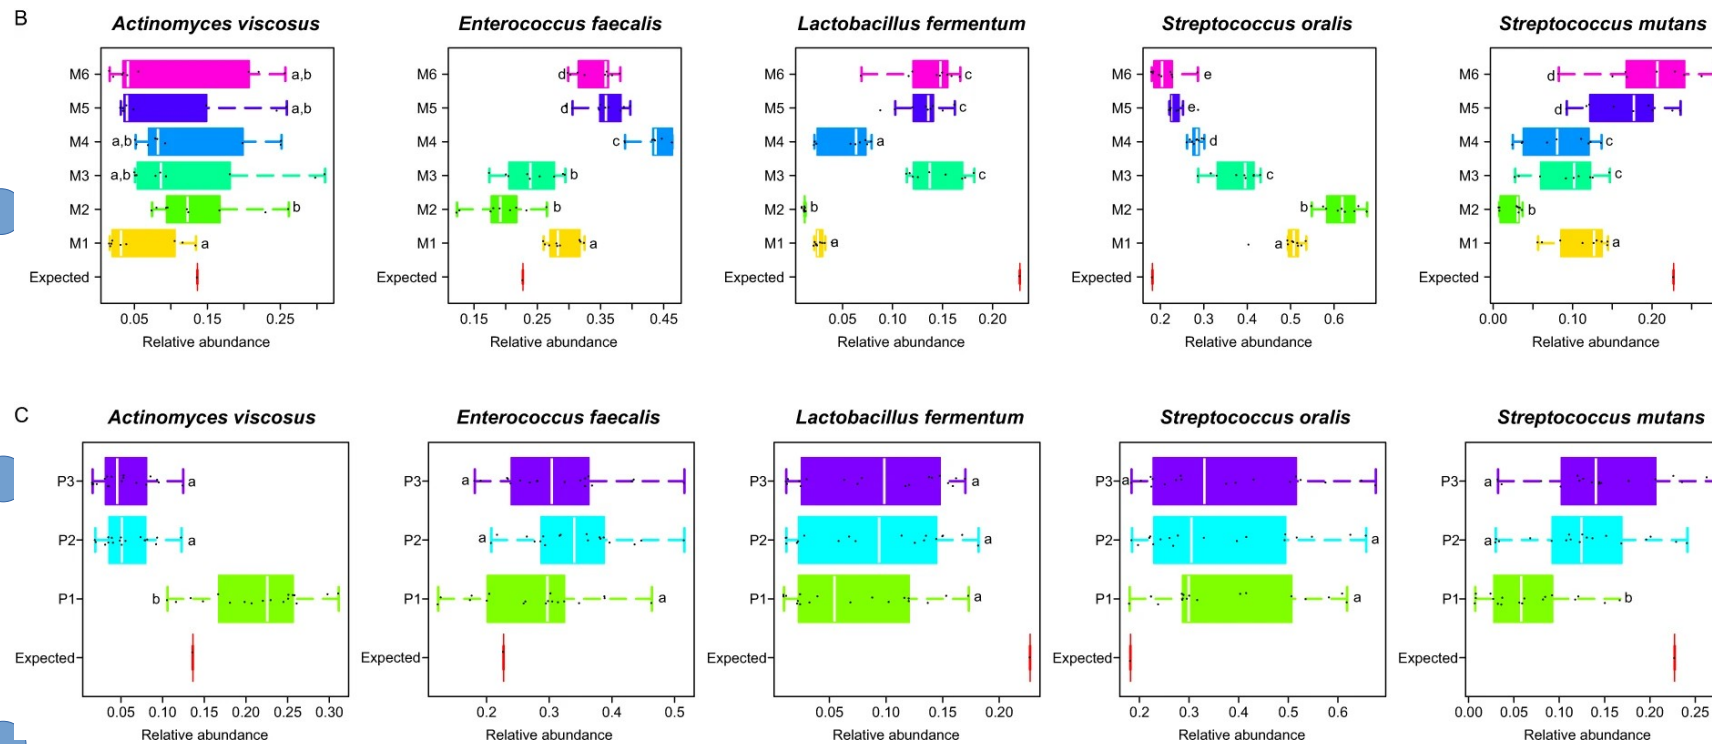 B
Actinomyces viscosus
Enterococcus faecalis
Lactobacillus fermentum
Streptococcus oralis
Streptococcus mutans
M6 a,b
M5 a,b
M4 a,b
M3 a,b
M2 b
M1 a
Expected
0.05 0.15 0.25
Relative abundance
M6 d
M5 d
M4 c
M3 b
M2 b
M1 a
Expected
0.15 0.25 0.35 0.45
Relative abundance
M6 c
M5 c
M4 a
M3 c
M2 b
M1 a
Expected
0.05 0.10 0.15 0.20
Relative abundance
M6 e
M5 e
M4 d
M3 c
M2 b
M1 a
Expected
0.2 0.3 0.4 0.5 0.6
Relative abundance
M6 d
M5 d
M4 c
M3 c
M2 b
M1 a
Expected
0.00 0.10 0.20
Relative abundance
C
Actinomyces viscosus
Enterococcus faecalis
Lactobacillus fermentum
Streptococcus oralis
Streptococcus mutans
P3 a
P2 a
P1 b
Expected
0.05 0.10 0.15 0.20 0.25 0.30
Relative abundance
P3 a
P2 a
P1 a
Expected
0.2 0.3 0.4 0.5
Relative abundance
P3 a
P2 a
P1 a
Expected
0.05 0.10 0.15 0.20
Relative abundance
P3 a
P2 a
P1 a
Expected
0.2 0.3 0.4 0.5 0.6
Relative abundance
P3 a
P2 a
P1 b
Expected
0.00 0.05 0.10 0.15 0.20 0.25
Relative abundance